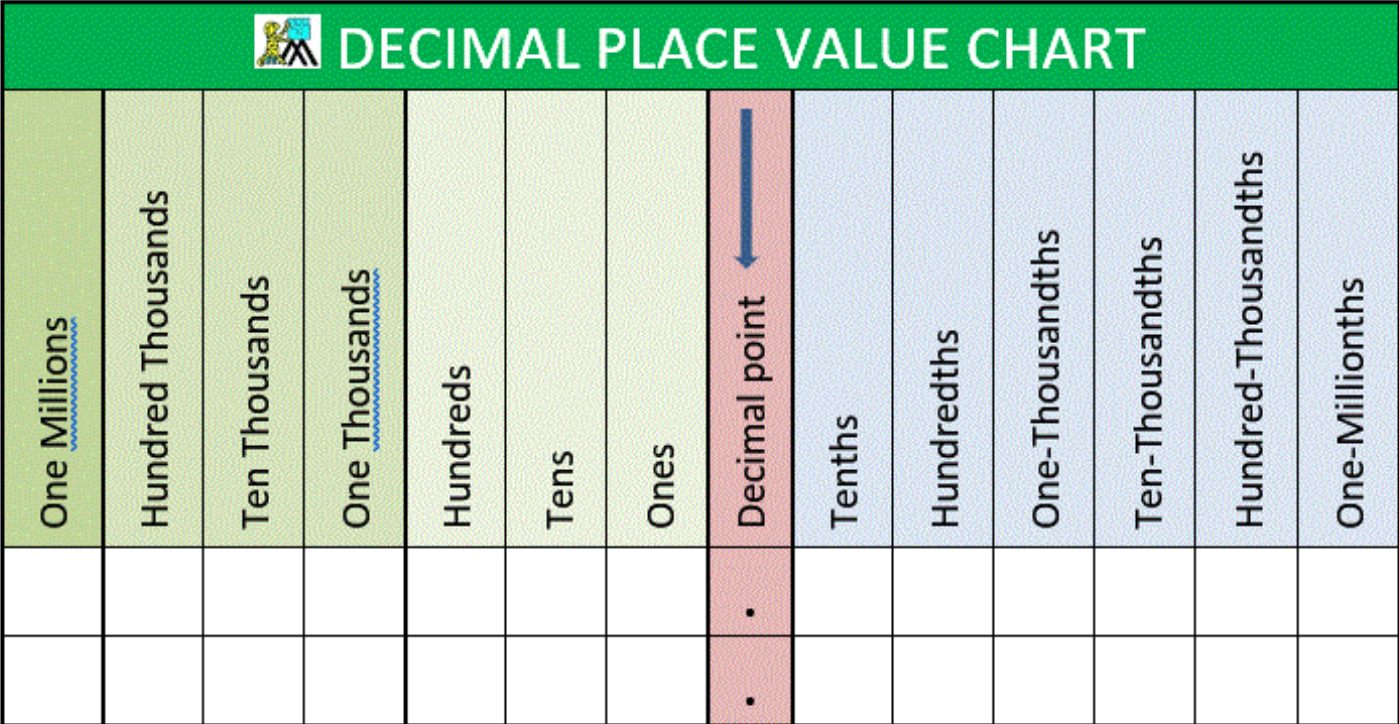 DECIMAL PLACE VALUE CHART
One Millions
Hundred Thousands
Ten Thousands
One Thousands
Hundreds
Tens
Ones
Decimal point
Tenths
Hundredths
One-Thousandths
Ten-Thousandths
Hundred-Thousandths
One-Millionths
.
.